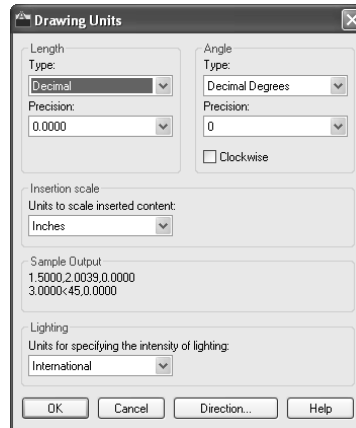 Drawing Units
Length
Type:
Decimal
Precision:
0.0000
Angle
Type:
Decimal Degrees
Precision:
0
Clockwise
Insertion scale
Units to scale inserted content:
Inches
Sample Output
1.5000,2.0039,0.0000
3.0000<45,0.0000
Lighting
Units for specifying the intensity of lighting:
International
OK Cancel Direction... Help